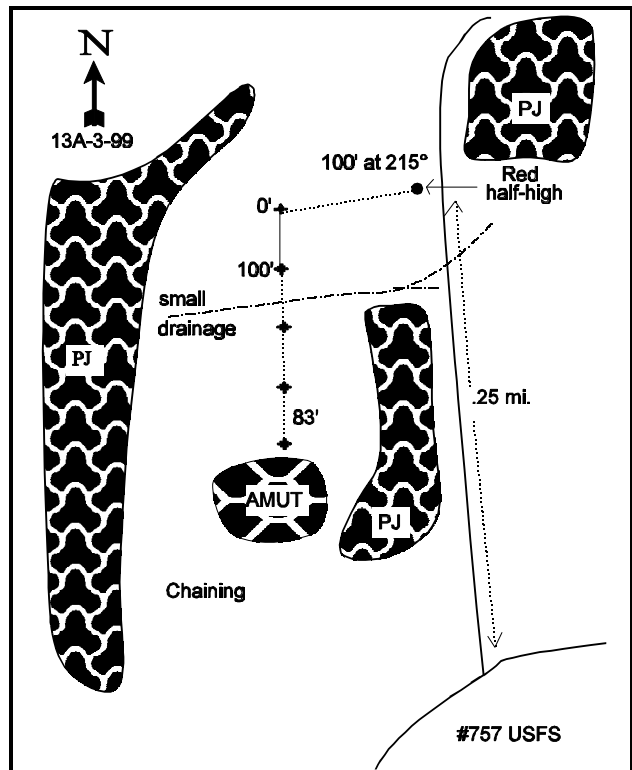 N
13A-3-99
PJ
100' at 215°
Red
half-high
0'
100'
small
drainage
PJ
.25 mi.
83'
AMUT
PJ
Chaining
#757 USFS